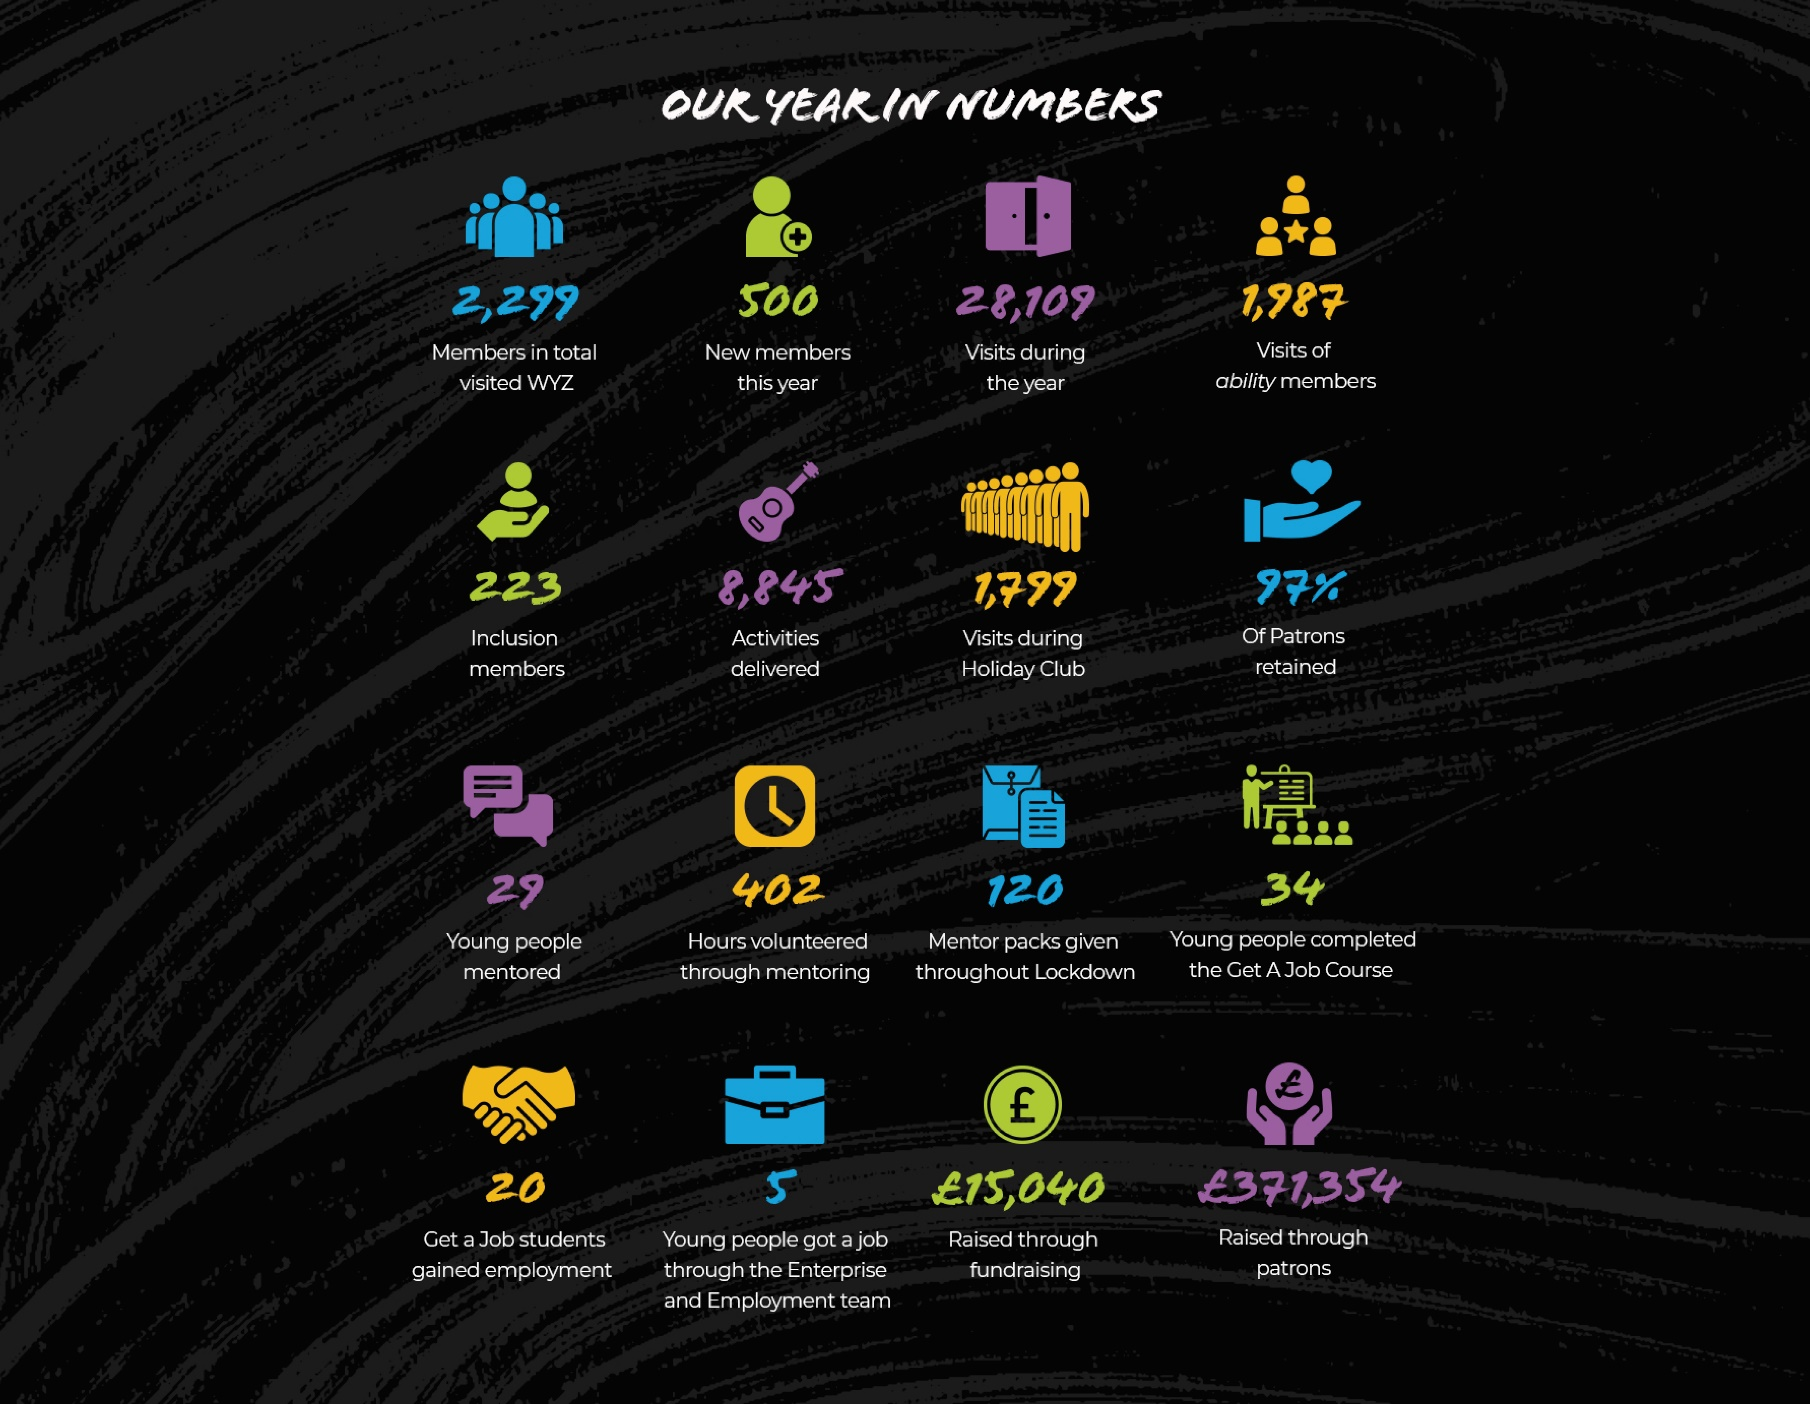 OUR YEAR IN NUMBERS
2,299
Members in total
visited WYZ
500
New members
this year
28,109
Visits during
the year
1,987
Visits of
ability members
223
Inclusion
members
8,845
Activities
delivered
1,799
Visits during
Holiday Club
97%
Of Patrons
retained
29
Young people
mentored
402
Hours volunteered
through mentoring
120
Mentor packs given
throughout Lockdown
34
Young people completed
the Get A Job Course
20
Get a Job students
gained employment
5
Young people got a job
through the Enterprise
and Employment team
£
£15,040
Raised through
fundraising
£
£371,354
Raised through
patrons